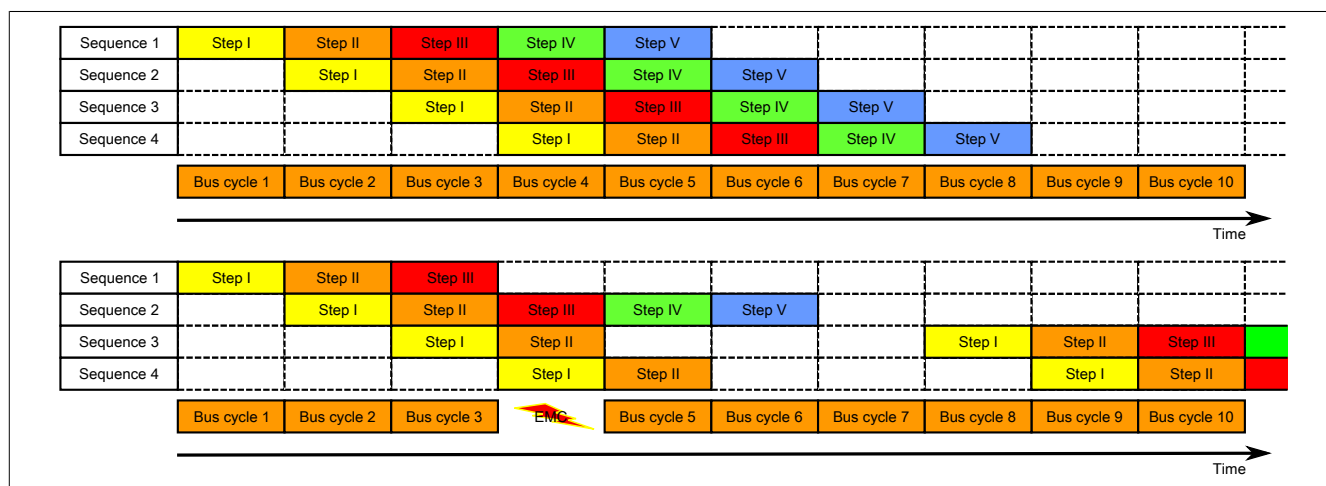 Sequence 1 Step I Step II Step III Step IV Step V
Sequence 2 Step I Step II Step III Step IV Step V
Sequence 3 Step I Step II Step III Step IV Step V
Sequence 4 Step I Step II Step III Step IV Step V
Bus cycle 1 Bus cycle 2 Bus cycle 3 Bus cycle 4 Bus cycle 5 Bus cycle 6 Bus cycle 7 Bus cycle 8 Bus cycle 9 Bus cycle 10
Time
Sequence 1 Step I Step II Step III
Sequence 2 Step I Step II Step III Step IV Step V
Sequence 3 Step I Step II Step I Step II Step III
Sequence 4 Step I Step II Step I Step II
Bus cycle 1 Bus cycle 2 Bus cycle 3 EMC Bus cycle 5 Bus cycle 6 Bus cycle 7 Bus cycle 8 Bus cycle 9 Bus cycle 10
Time